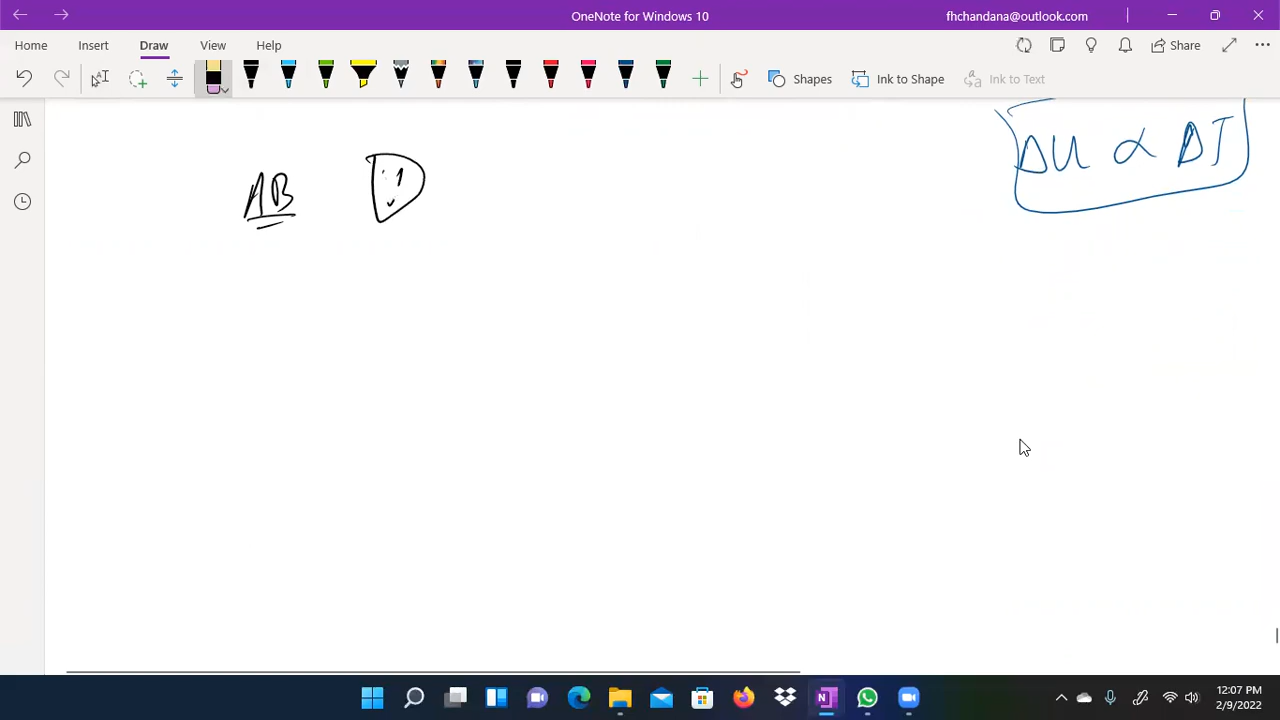 OneNote for Windows 10
fhchandana@outlook.com
Home Insert Draw View Help
Share
Shapes Ink to Shape Ink to Text
ΔU ∝ ΔT
AB
12:07 PM
2/9/2022